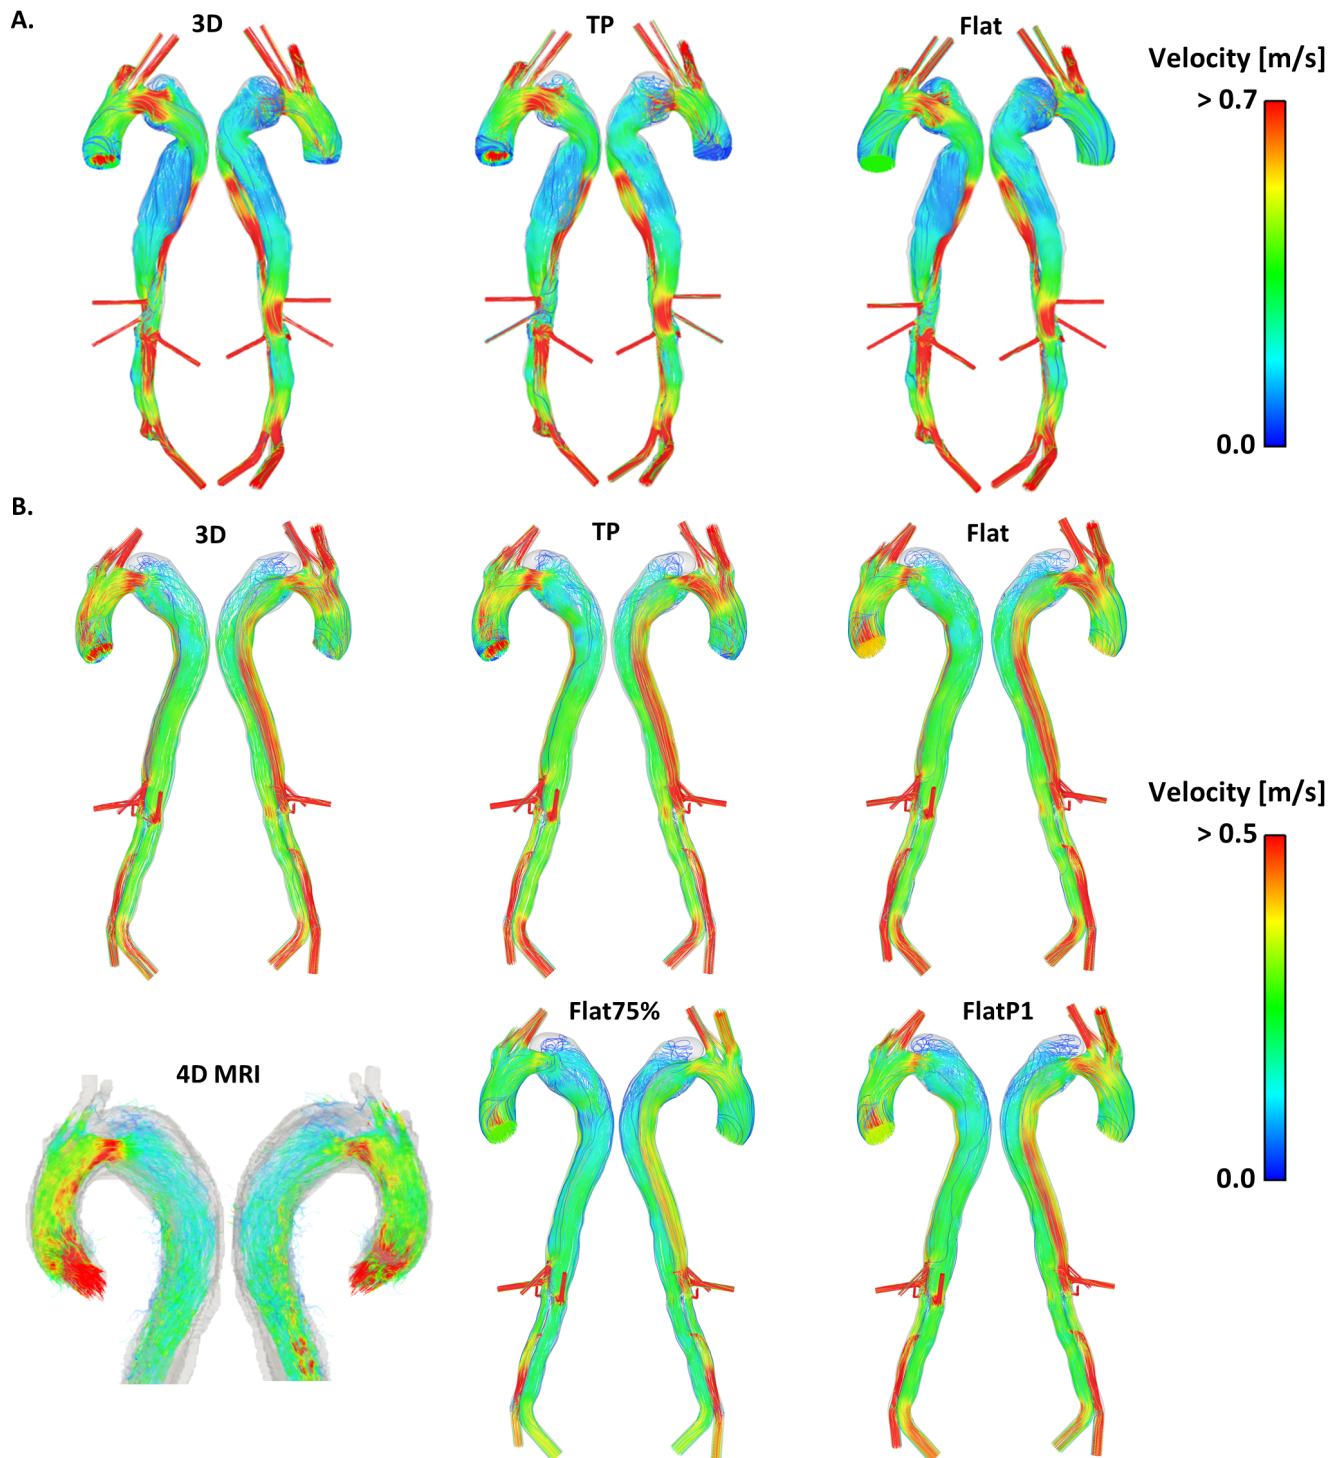 A.
3D
TP
Flat
Velocity [m/s]
> 0.7
0.0
B.
3D
TP
Flat
Velocity [m/s]
> 0.5
0.0
Flat75%
FlatP1
4D MRI